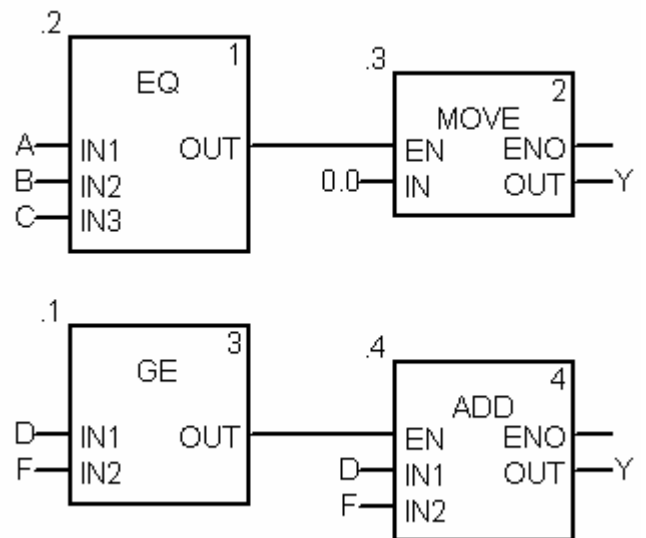 .2
1
EQ
.3
2
MOVE
A IN1 OUT EN ENO
B IN2 0.0 IN OUT Y
C IN3
.1
3
GE
.4
4
ADD
D IN1 OUT EN ENO
F IN2 D IN1 OUT Y
F IN2